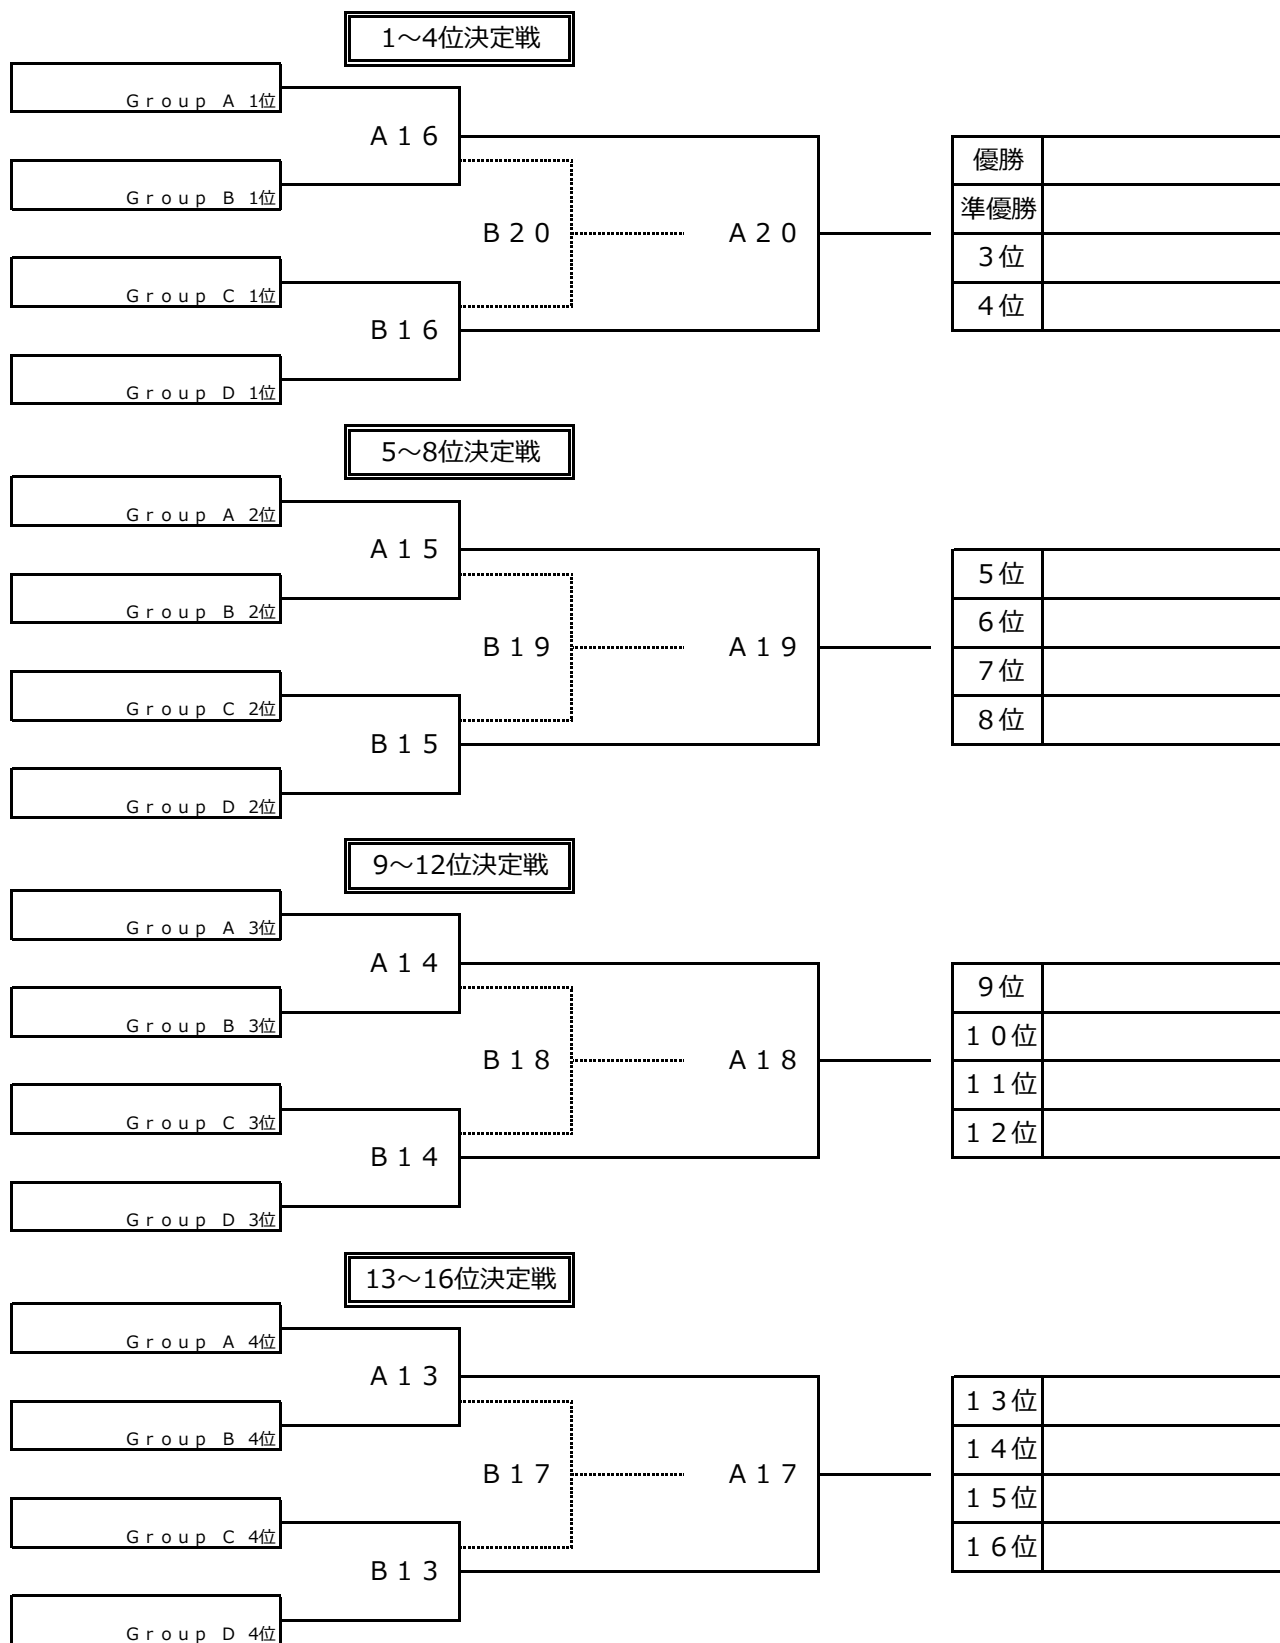 1～4位決定戦
Ｇｒｏｕｐ　Ａ 1位
Ａ１６
優勝
Ｇｒｏｕｐ　Ｂ 1位
準優勝
Ｂ２０
Ａ２０
３位
Ｇｒｏｕｐ　Ｃ 1位
４位
Ｂ１６
Ｇｒｏｕｐ　Ｄ 1位
5～8位決定戦
Ｇｒｏｕｐ　Ａ 2位
Ａ１５
５位
Ｇｒｏｕｐ　Ｂ 2位
６位
Ｂ１９
Ａ１９
７位
Ｇｒｏｕｐ　Ｃ 2位
８位
Ｂ１５
Ｇｒｏｕｐ　Ｄ 2位
9～12位決定戦
Ｇｒｏｕｐ　Ａ 3位
Ａ１４
９位
Ｇｒｏｕｐ　Ｂ 3位
１０位
Ｂ１８
Ａ１８
１１位
Ｇｒｏｕｐ　Ｃ 3位
１２位
Ｂ１４
Ｇｒｏｕｐ　Ｄ 3位
13～16位決定戦
Ｇｒｏｕｐ　Ａ 4位
Ａ１３
１３位
Ｇｒｏｕｐ　Ｂ 4位
１４位
Ｂ１７
Ａ１７
１５位
Ｇｒｏｕｐ　Ｃ 4位
１６位
Ｂ１３
Ｇｒｏｕｐ　Ｄ 4位